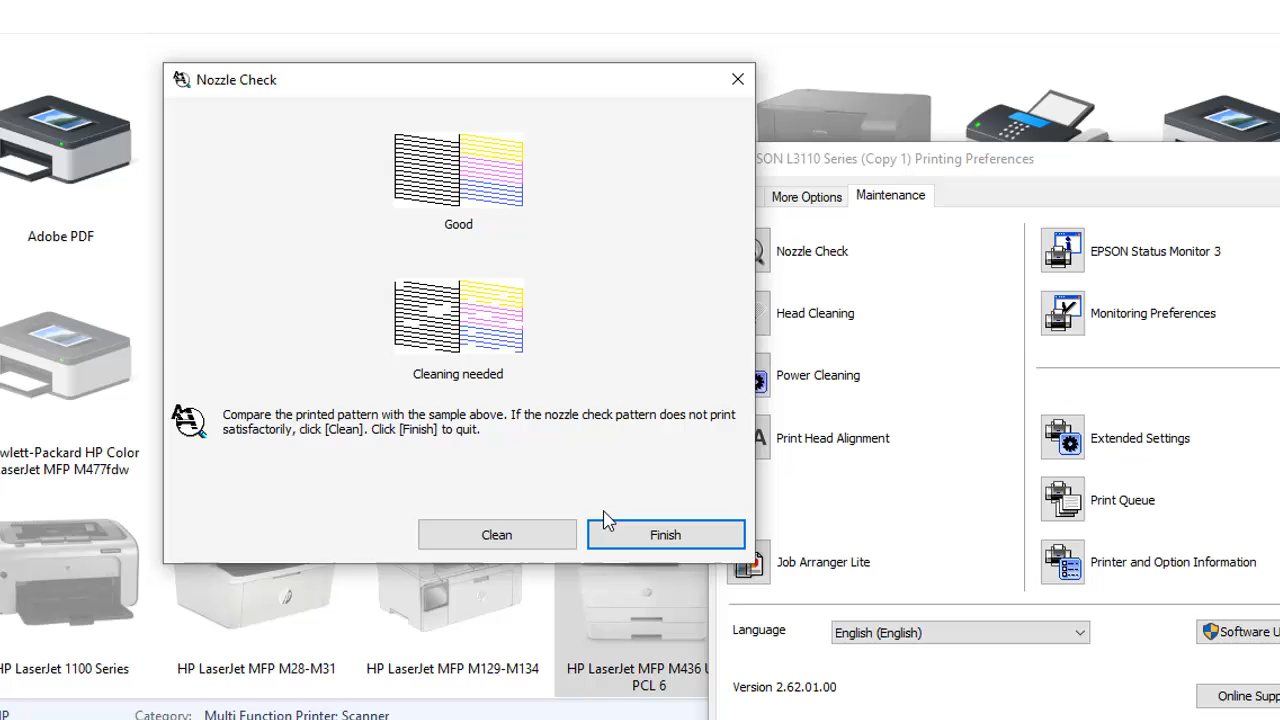 Nozzle Check
Good
Cleaning needed
Compare the printed pattern with the sample above. If the nozzle check pattern does not print
satisfactorily, click [Clean]. Click [Finish] to quit.
Clean
Finish
SON L3110 Series (Copy 1) Printing Preferences
More Options
Maintenance
Nozzle Check
EPSON Status Monitor 3
Head Cleaning
Monitoring Preferences
Power Cleaning
Print Head Alignment
Extended Settings
Print Queue
Job Arranger Lite
Printer and Option Information
Language
English (English)
Software U
Version 2.62.01.00
Online Supp
Adobe PDF
wlett-Packard HP Color
aserJet MFP M477fdw
HP LaserJet 1100 Series
HP LaserJet MFP M28-M31
HP LaserJet MFP M129-M134
HP LaserJet MFP M436
PCL 6
Category:
Multi Function Printer; Scanner